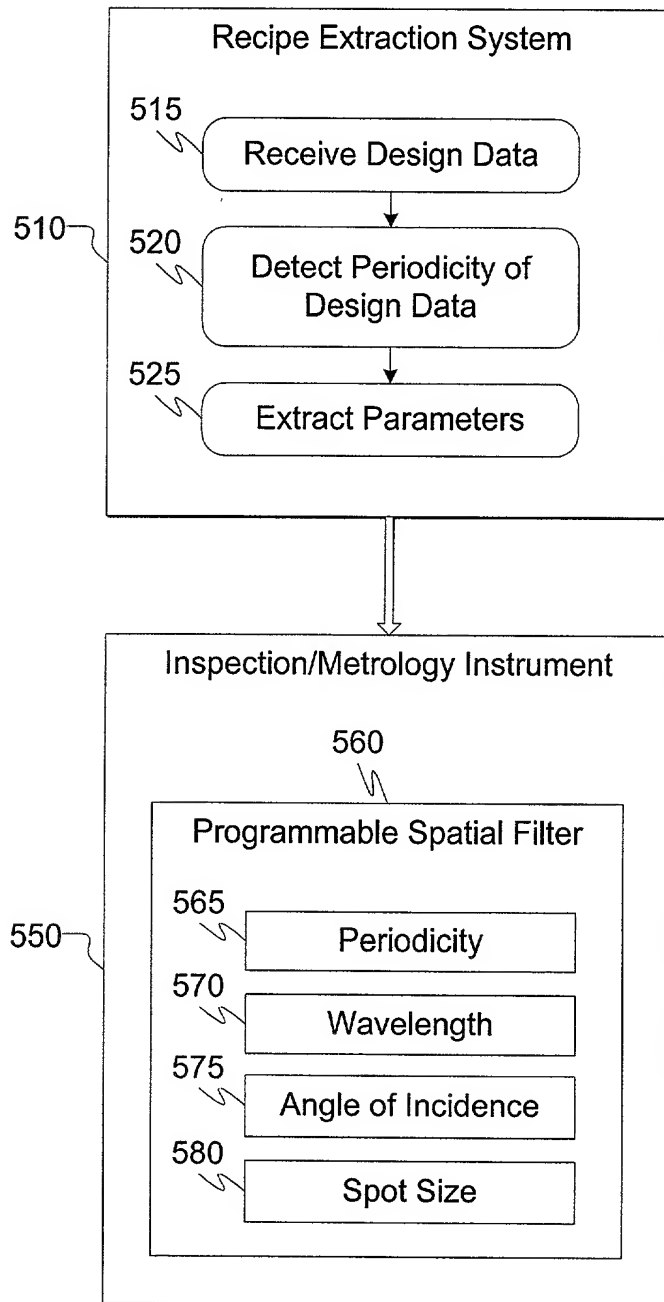 Recipe Extraction System
515
Receive Design Data
510
520
Detect Periodicity of
Design Data
525
Extract Parameters
Inspection/Metrology Instrument
560
Programmable Spatial Filter
550
565
Periodicity
570
Wavelength
575
Angle of Incidence
580
Spot Size